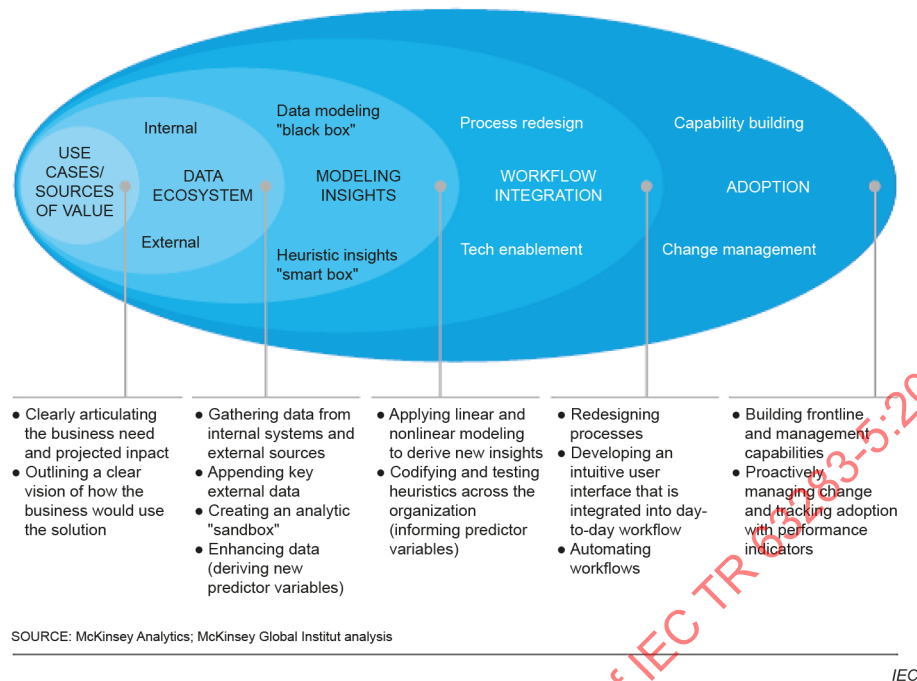 USE
CASES/
SOURCES
OF VALUE
Internal
DATA
ECOSYSTEM
External
Data modeling
"black box"
MODELING
INSIGHTS
Heuristic insights
"smart box"
Process redesign
WORKFLOW
INTEGRATION
Tech enablement
Capability building
ADOPTION
Change management
● Clearly articulating
the business need
and projected impact
● Outlining a clear
vision of how the
business would use
the solution
● Gathering data from
internal systems and
external sources
● Appending key
external data
● Creating an analytic
"sandbox"
● Enhancing data
(deriving new
predictor variables)
● Applying linear and
nonlinear modeling
to derive new insights
● Codifying and testing
heuristics across the
organization
(informing predictor
variables)
● Redesigning
processes
● Developing an
intuitive user
interface that is
integrated into day-
to-day workflow
● Automating
workflows
● Building frontline
and management
capabilities
● Proactively
managing change
and tracking adoption
with performance
indicators
SOURCE: McKinsey Analytics; McKinsey Global Institut analysis
IEC
IEC TR 63283-5:20